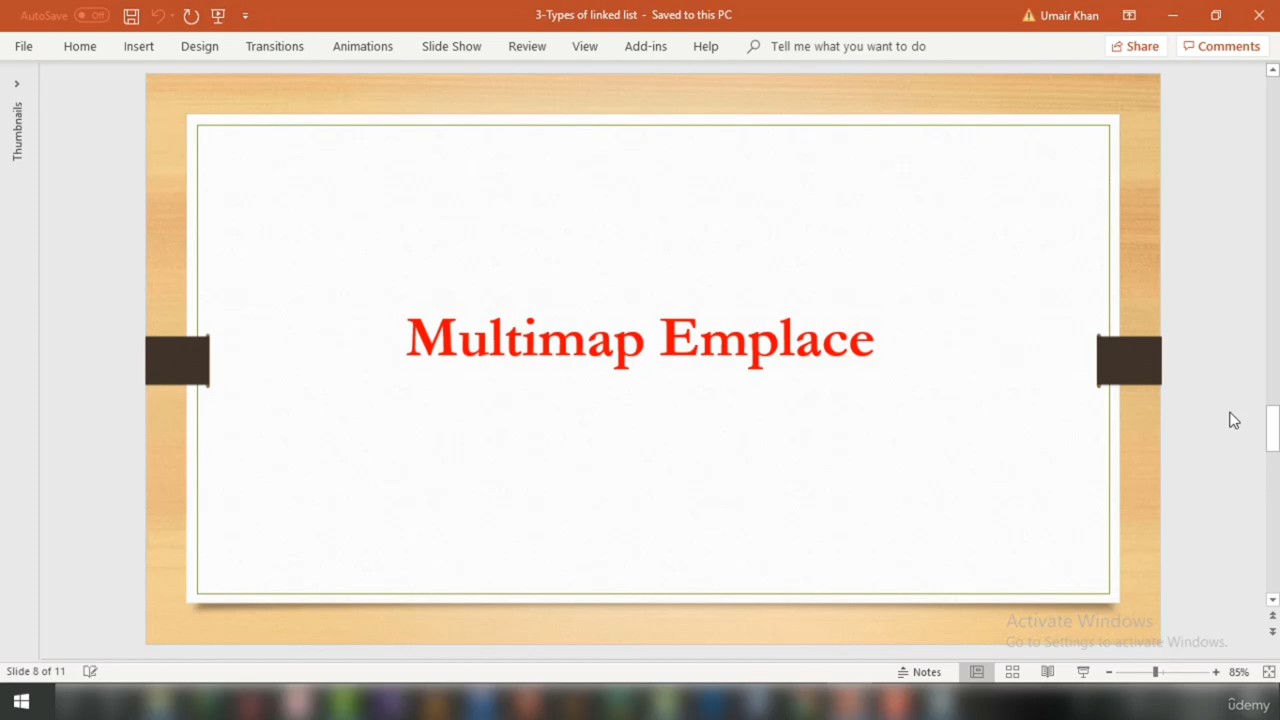 AutoSave Off 3-Types of linked list - Saved to this PC Umair Khan
File Home Insert Design Transitions Animations Slide Show Review View Add-ins Help Tell me what you want to do Share Comments
Thumbnails
Multimap Emplace
Activate Windows
Go to Settings to activate Windows.
Slide 8 of 11 Notes 85%
ûdemy